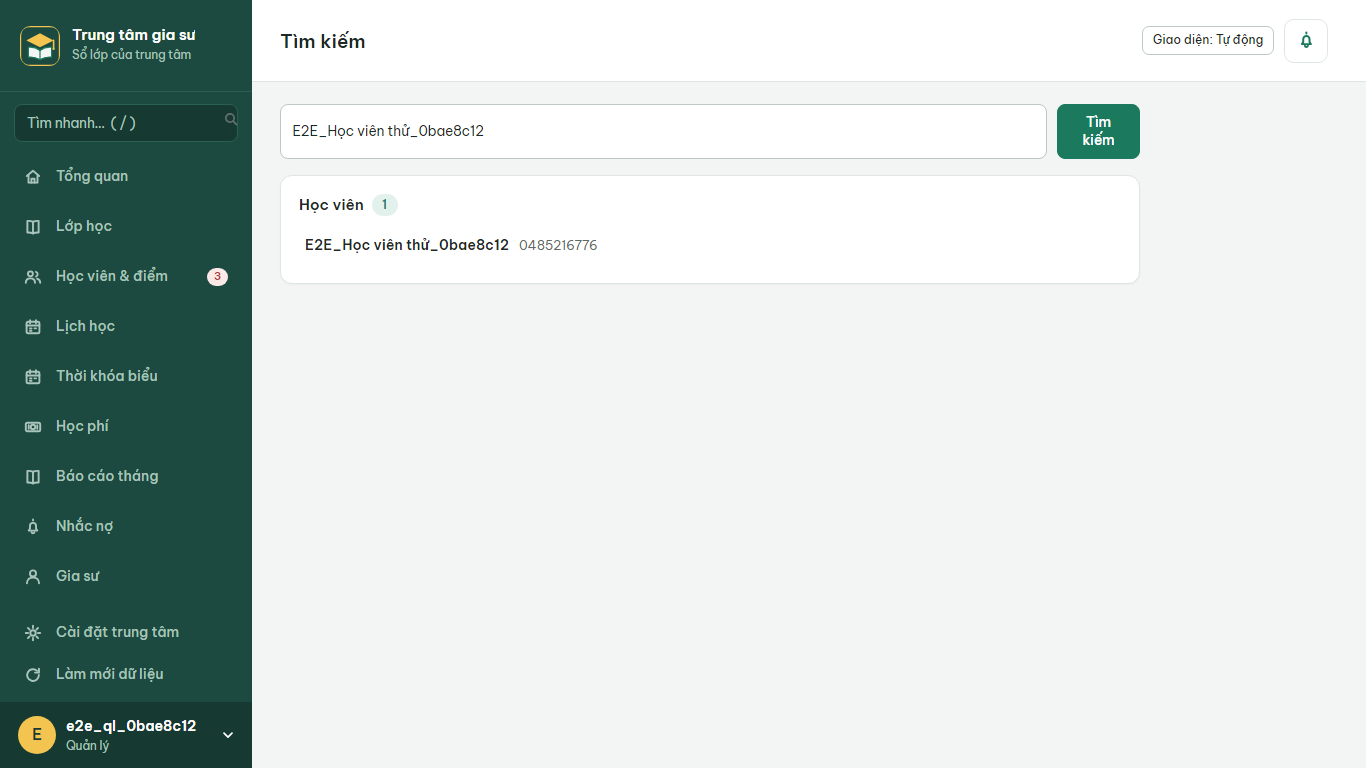 Trung tâm gia sư
Sổ lớp của trung tâm
Tìm nhanh... ( / )
Tổng quan
Lớp học
Học viên & điểm 3
Lịch học
Thời khóa biểu
Học phí
Báo cáo tháng
Nhắc nợ
Gia sư
Cài đặt trung tâm
Làm mới dữ liệu
E
e2e_ql_0bae8c12
Quản lý
Tìm kiếm
Giao diện: Tự động
E2E_Học viên thử_0bae8c12
Tìm
kiếm
Học viên 1
E2E_Học viên thử_0bae8c12 0485216776